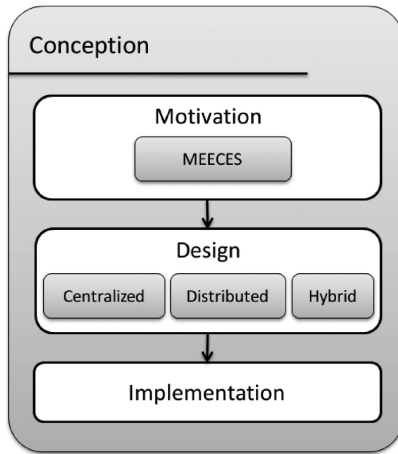 Conception
Motivation
MEECES
Design
Centralized Distributed Hybrid
Implementation